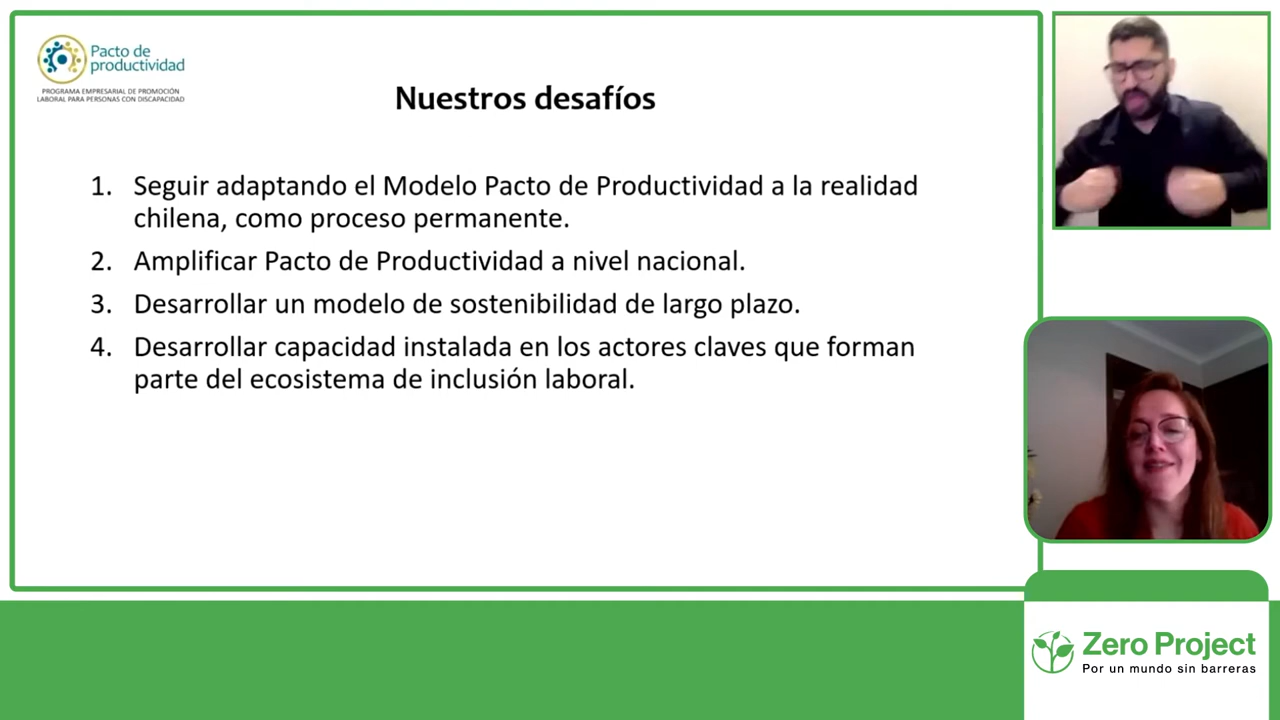 Pacto de
productividad
PROGRAMA EMPRESARIAL DE PROMOCIÓN
LABORAL PARA PERSONAS CON DISCAPACIDAD
Nuestros desafíos
1. Seguir adaptando el Modelo Pacto de Productividad a la realidad
chilena, como proceso permanente.
2. Amplificar Pacto de Productividad a nivel nacional.
3. Desarrollar un modelo de sostenibilidad de largo plazo.
4. Desarrollar capacidad instalada en los actores claves que forman
parte del ecosistema de inclusión laboral.
Zero Project
Por un mundo sin barreras